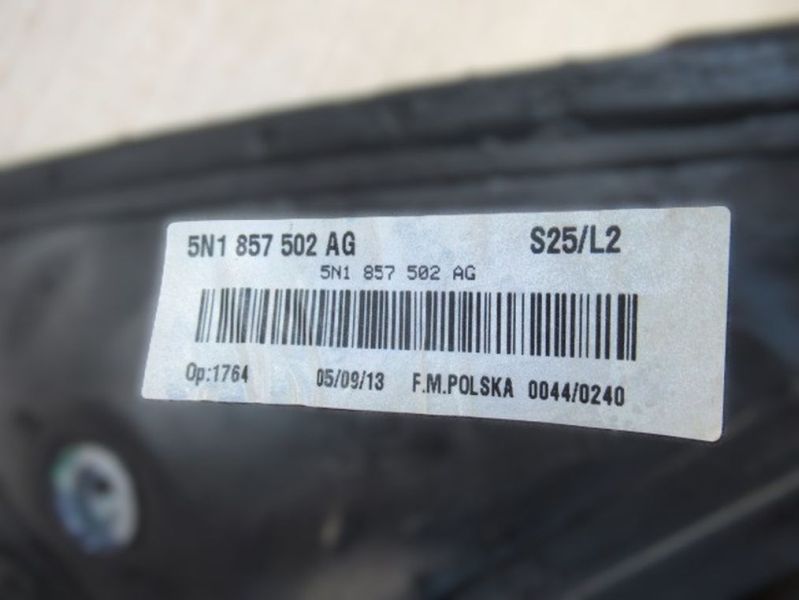 5N1 857 502 AG S25/L2
5N1 857 502 AG
Op:1764 05/09/13 F.M.POLSKA 0044/0240